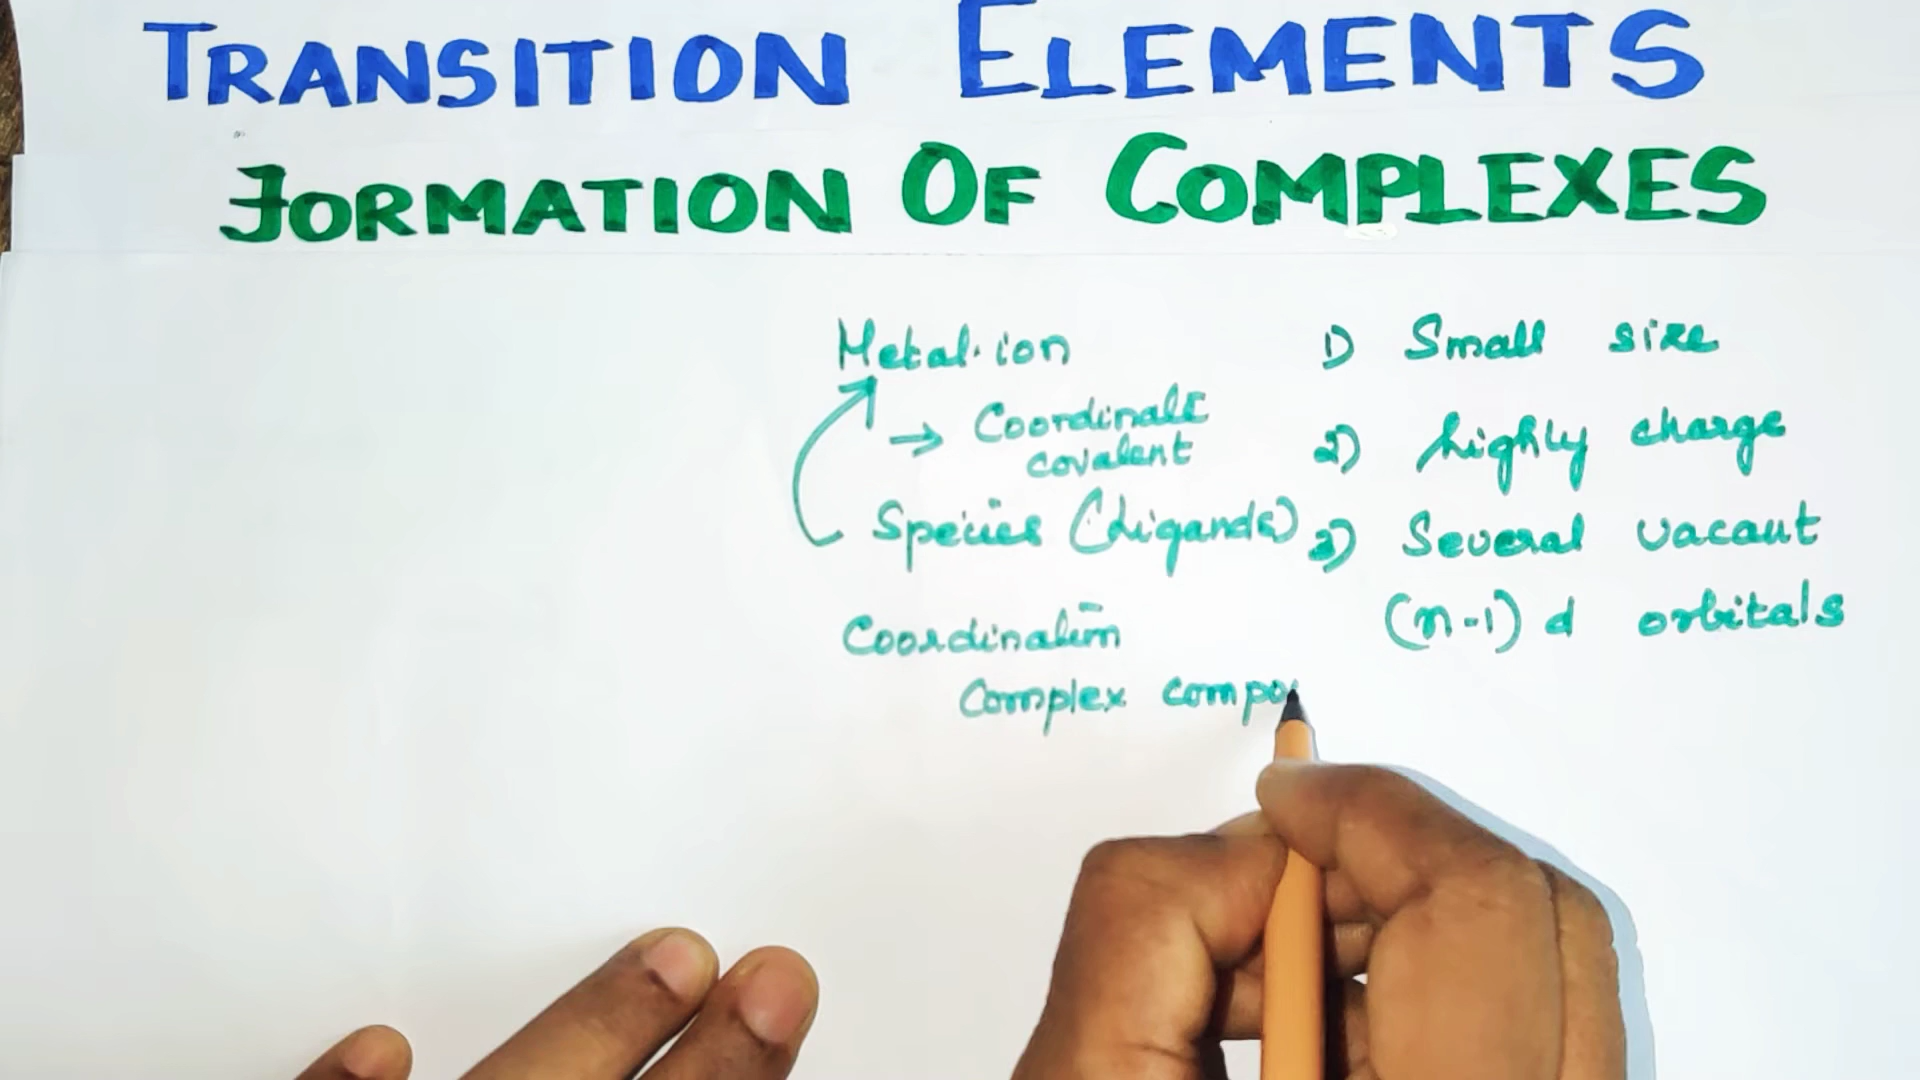 TRANSITION ELEMENTS
FORMATION OF COMPLEXES
Metal ion
→ Coordinate
covalent
Species (Ligands)
Coordination
Complex compo
1) Small size
2) highly charge
3) Several vacant
(n-1) d orbitals